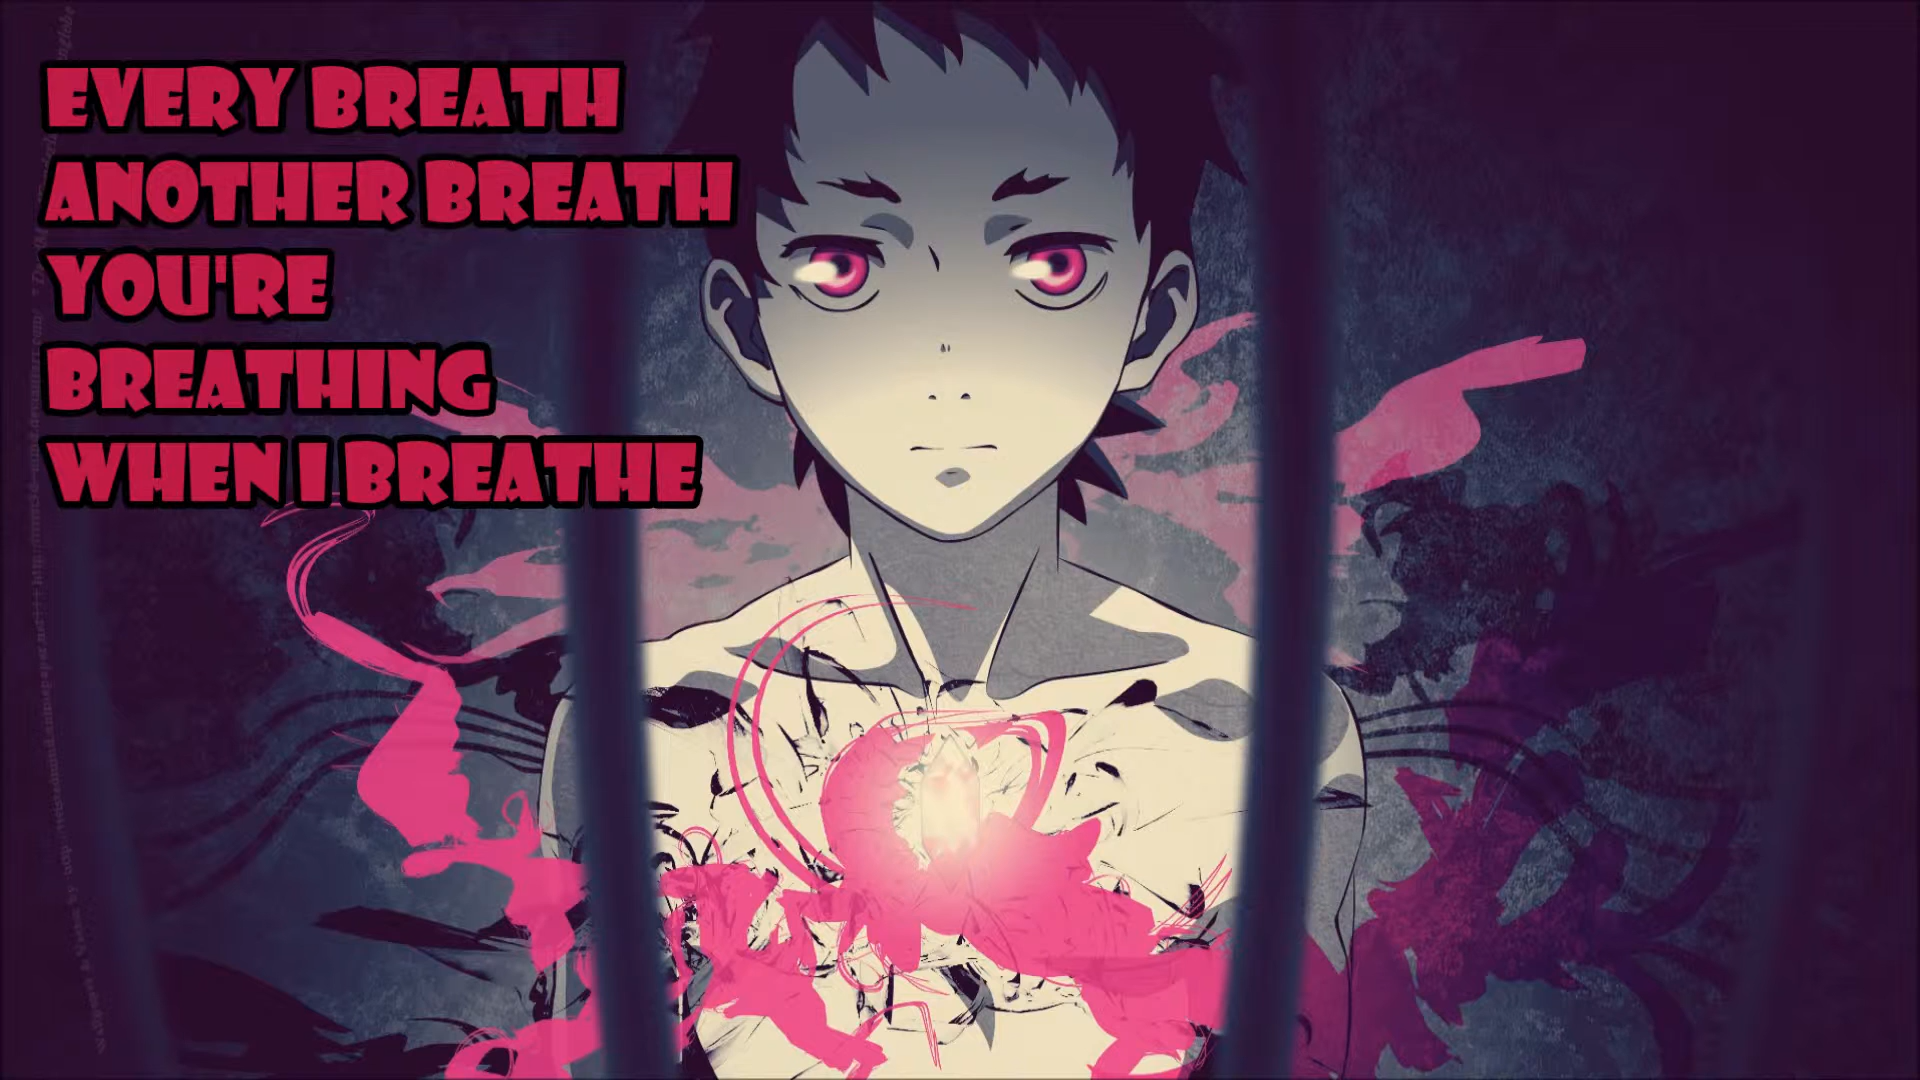 EVERY BREATH
ANOTHER BREATH
YOU'RE
BREATHING
WHEN I BREATHE